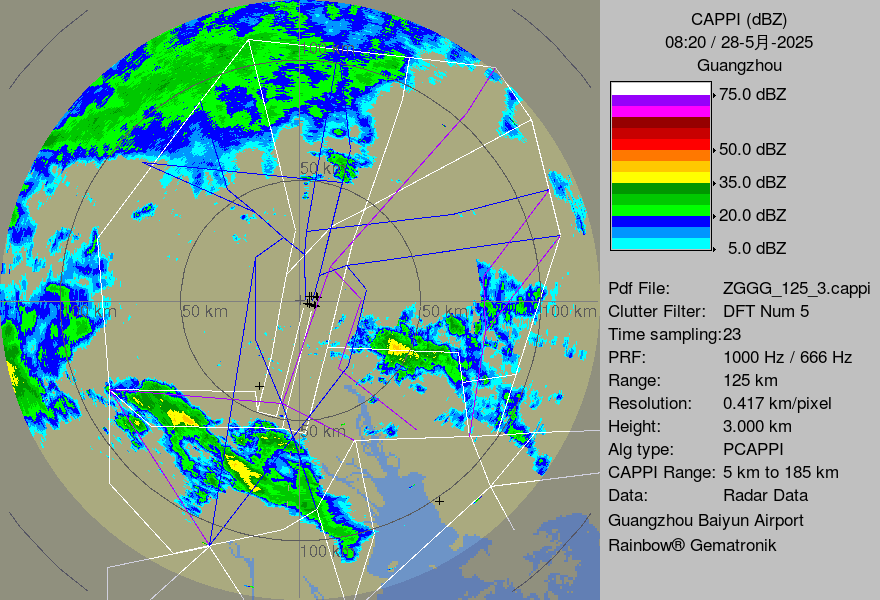 CAPPI (dBZ)
08:20 / 28-5月-2025
Guangzhou
75.0 dBZ
50.0 dBZ
35.0 dBZ
20.0 dBZ
5.0 dBZ
Pdf File: ZGGG_125_3.cappi
Clutter Filter: DFT Num 5
Time sampling:23
PRF: 1000 Hz / 666 Hz
Range: 125 km
Resolution: 0.417 km/pixel
Height: 3.000 km
Alg type: PCAPPI
CAPPI Range: 5 km to 185 km
Data: Radar Data
Guangzhou Baiyun Airport
Rainbow® Gematronik
100 km
50 km
100 km
50 km
50 km
100 km
50 km
100 km